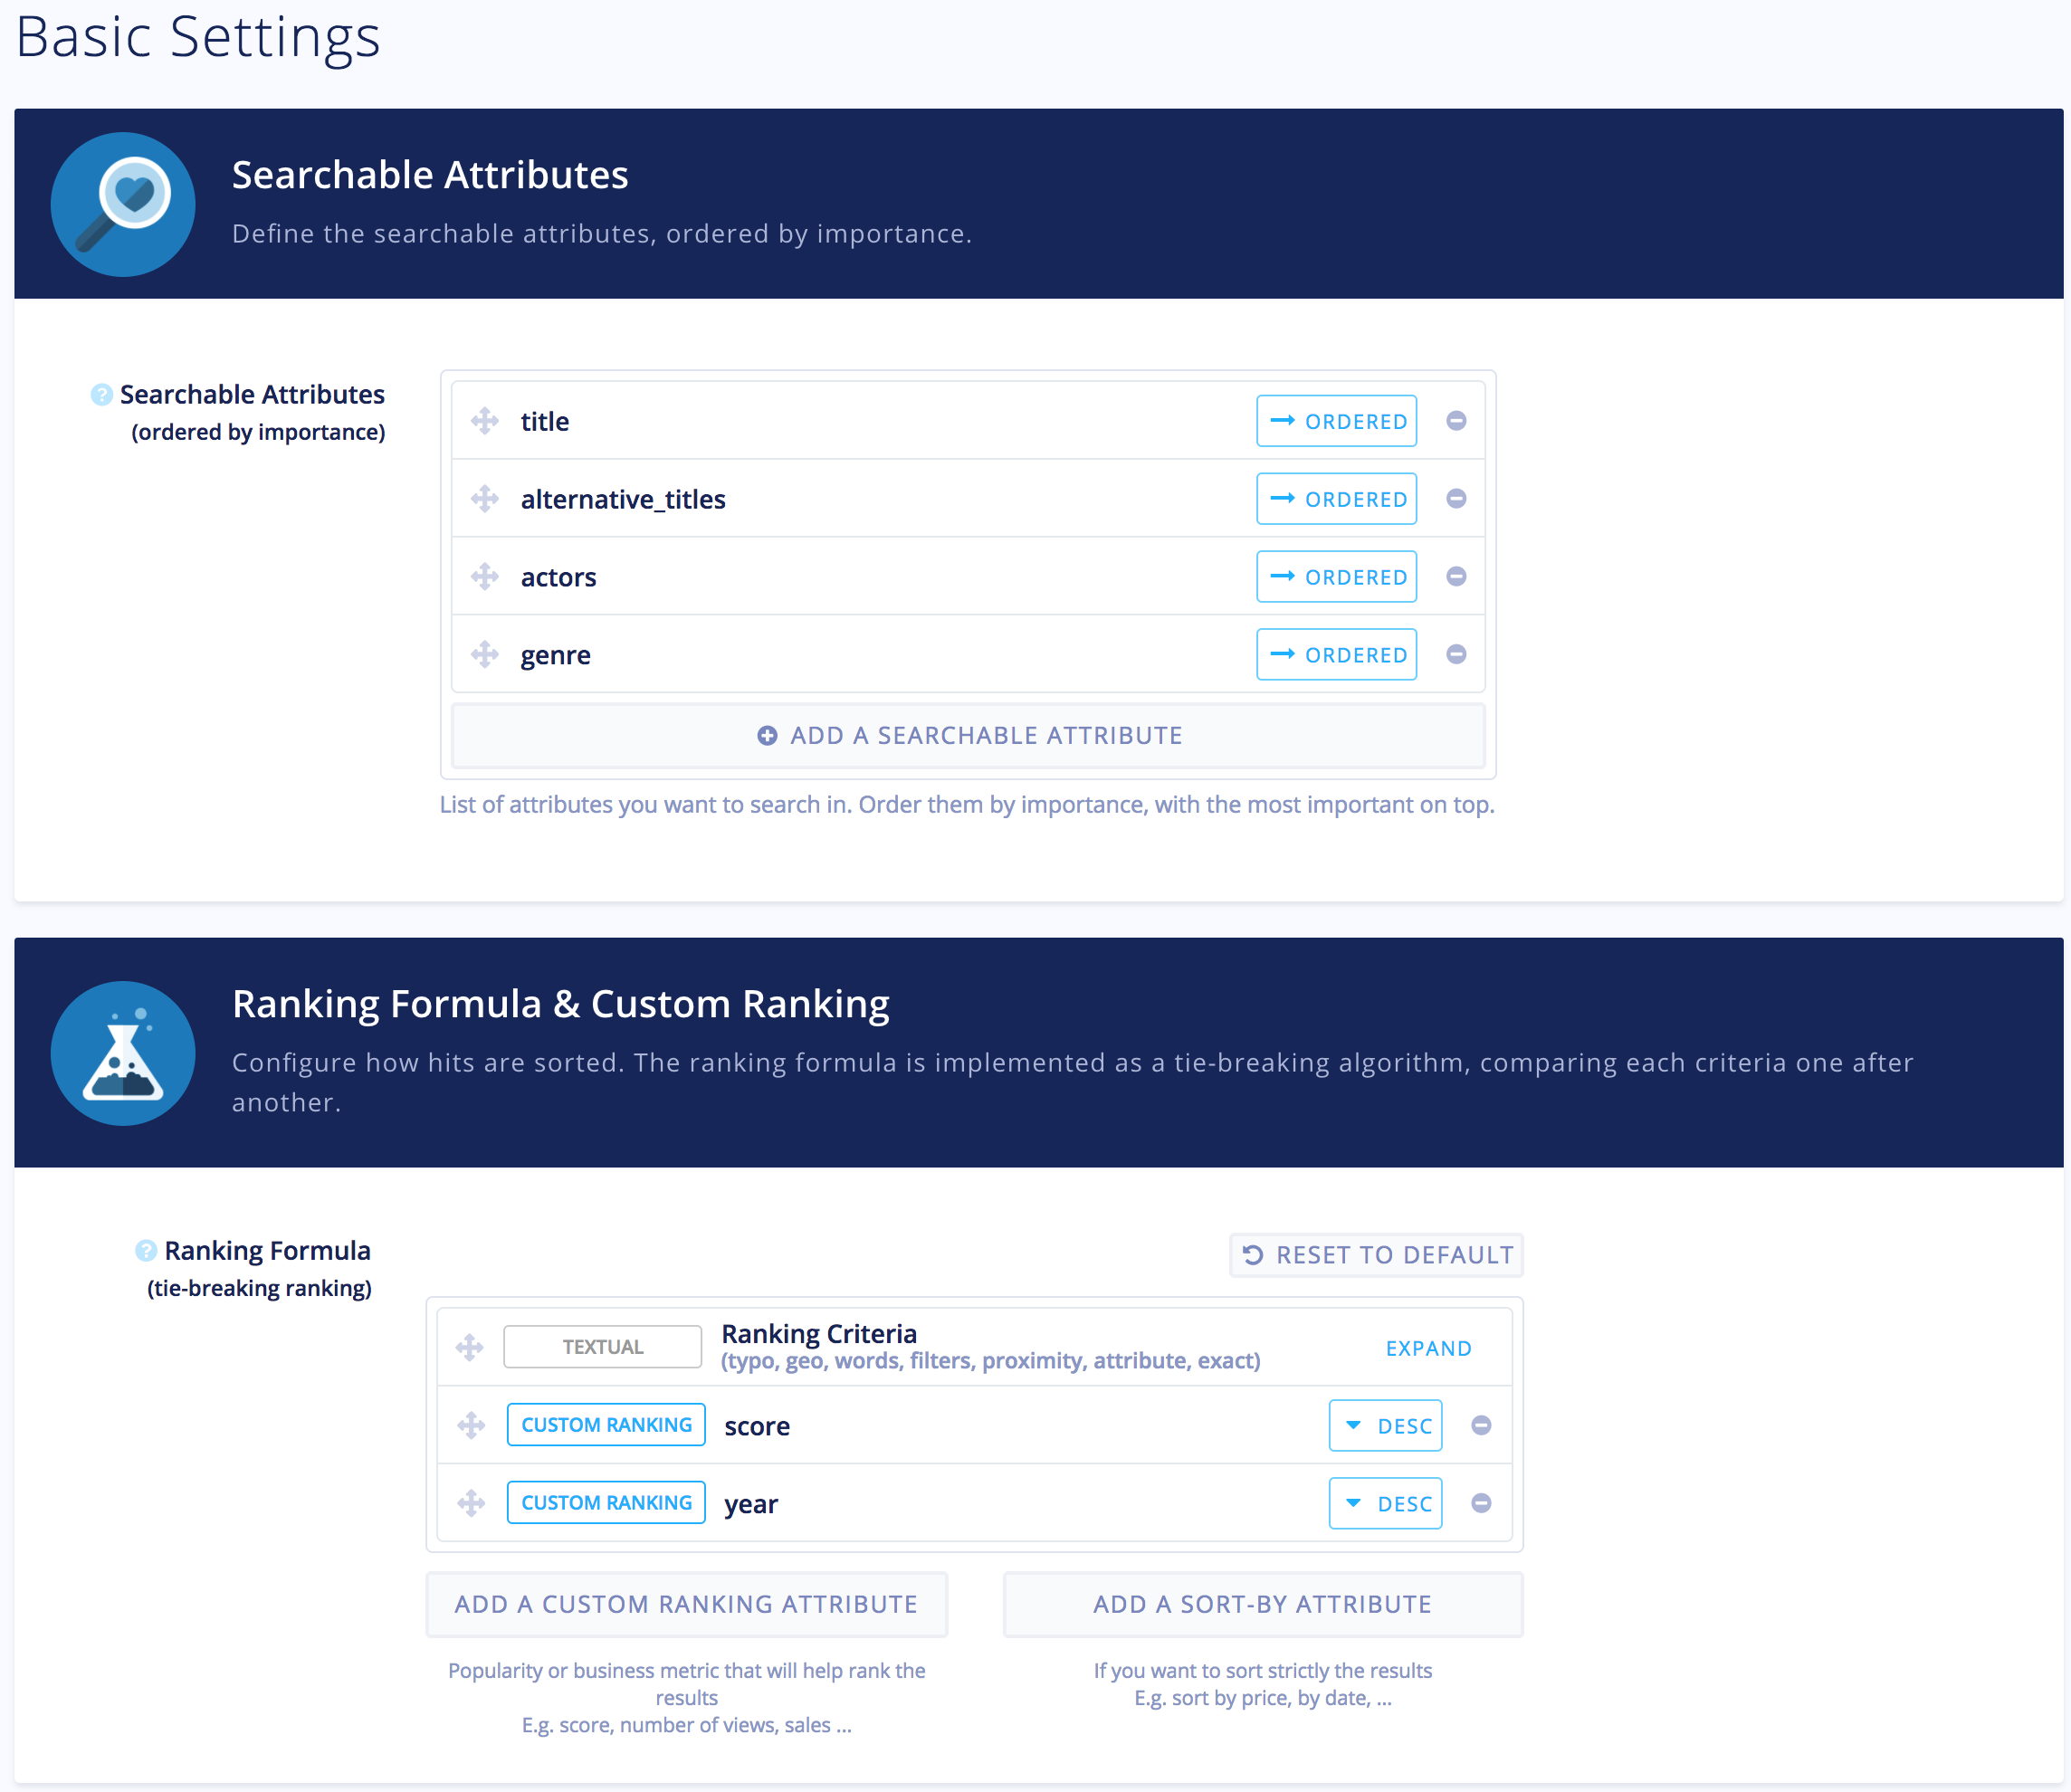 Basic Settings
Searchable Attributes
Define the searchable attributes, ordered by importance.
? Searchable Attributes
(ordered by importance)
title
ORDERED
alternative_titles
ORDERED
actors
ORDERED
genre
ORDERED
ADD A SEARCHABLE ATTRIBUTE
List of attributes you want to search in. Order them by importance, with the most important on top.
Ranking Formula & Custom Ranking
Configure how hits are sorted. The ranking formula is implemented as a tie-breaking algorithm, comparing each criteria one after
another.
? Ranking Formula
(tie-breaking ranking)
RESET TO DEFAULT
TEXTUAL
Ranking Criteria
(typo, geo, words, filters, proximity, attribute, exact)
EXPAND
CUSTOM RANKING
score
DESC
CUSTOM RANKING
year
DESC
ADD A CUSTOM RANKING ATTRIBUTE
Popularity or business metric that will help rank the
results
E.g. score, number of views, sales ...
ADD A SORT-BY ATTRIBUTE
If you want to sort strictly the results
E.g. sort by price, by date, ...